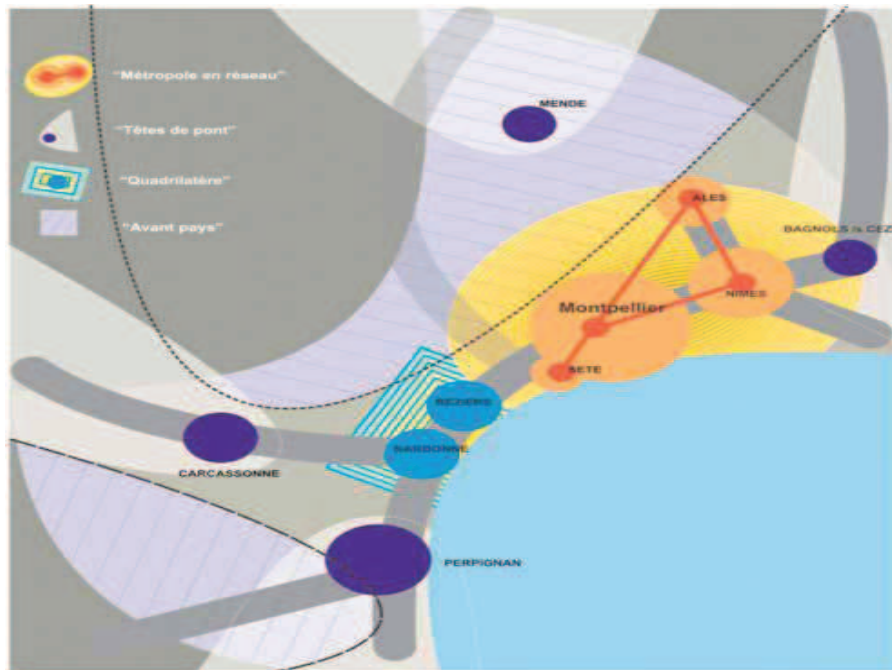 "Métropole en réseau"
"Têtes de pont"
"Quadrilatère"
"Avant pays"
MENDE
ALES
BAGNOLS /s CEZ
NIMES
Montpellier
SETE
BEZIERS
NARBONNE
CARCASSONNE
PERPIGNAN